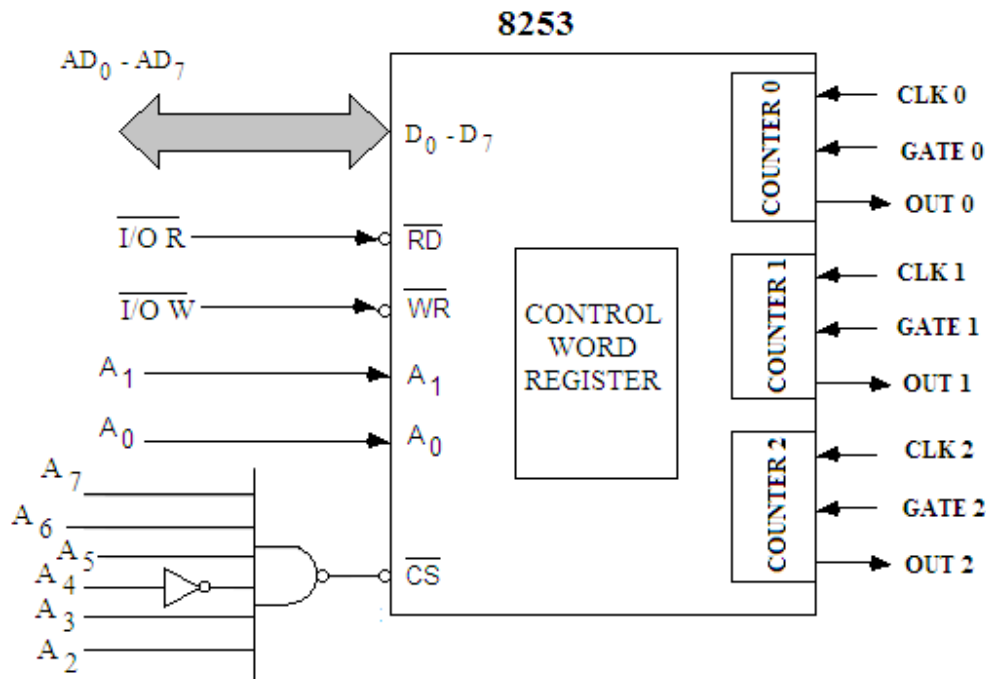 8253
AD₀ - AD₇
D₀ - D₇
I/O R
RD
I/O W
WR
A₁
A₁
A₀
A₀
A₇
A₆
A₅
A₄
A₃
A₂
CS
CONTROL
WORD
REGISTER
COUNTER 0
CLK 0
GATE 0
OUT 0
COUNTER 1
CLK 1
GATE 1
OUT 1
COUNTER 2
CLK 2
GATE 2
OUT 2